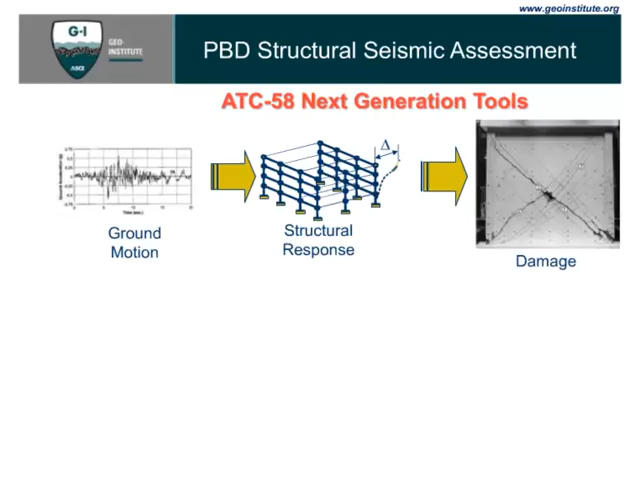 www.geoinstitute.org
G-I
GEO-
INSTITUTE
ASCE
PBD Structural Seismic Assessment
ATC-58 Next Generation Tools
Δ
Ground
Motion
Structural
Response
Damage